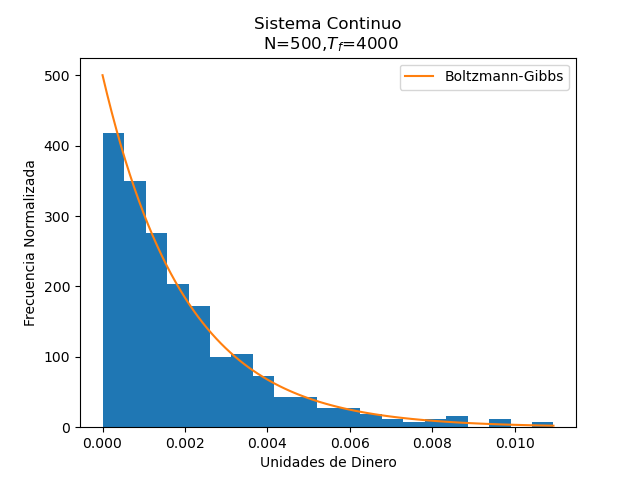 Sistema Continuo
N=500,$T_f$=4000
Boltzmann-Gibbs
Frecuencia Normalizada
500
400
300
200
100
0
0.000 0.002 0.004 0.006 0.008 0.010
Unidades de Dinero